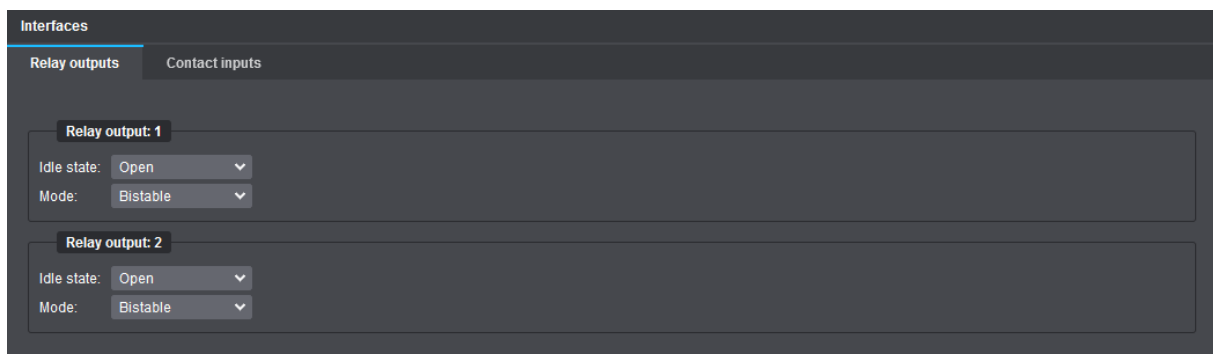 Interfaces
Relay outputs Contact inputs
Relay output: 1
Idle state: Open
Mode: Bistable
Relay output: 2
Idle state: Open
Mode: Bistable